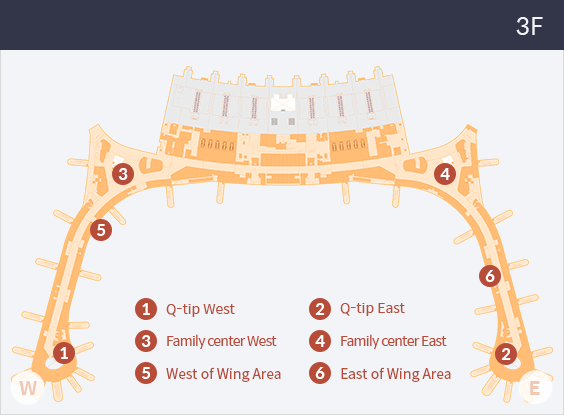 3F
3
4
5
6
1 Q-tip West
2 Q-tip East
3 Family center West
4 Family center East
5 West of Wing Area
6 East of Wing Area
1
2
W
E